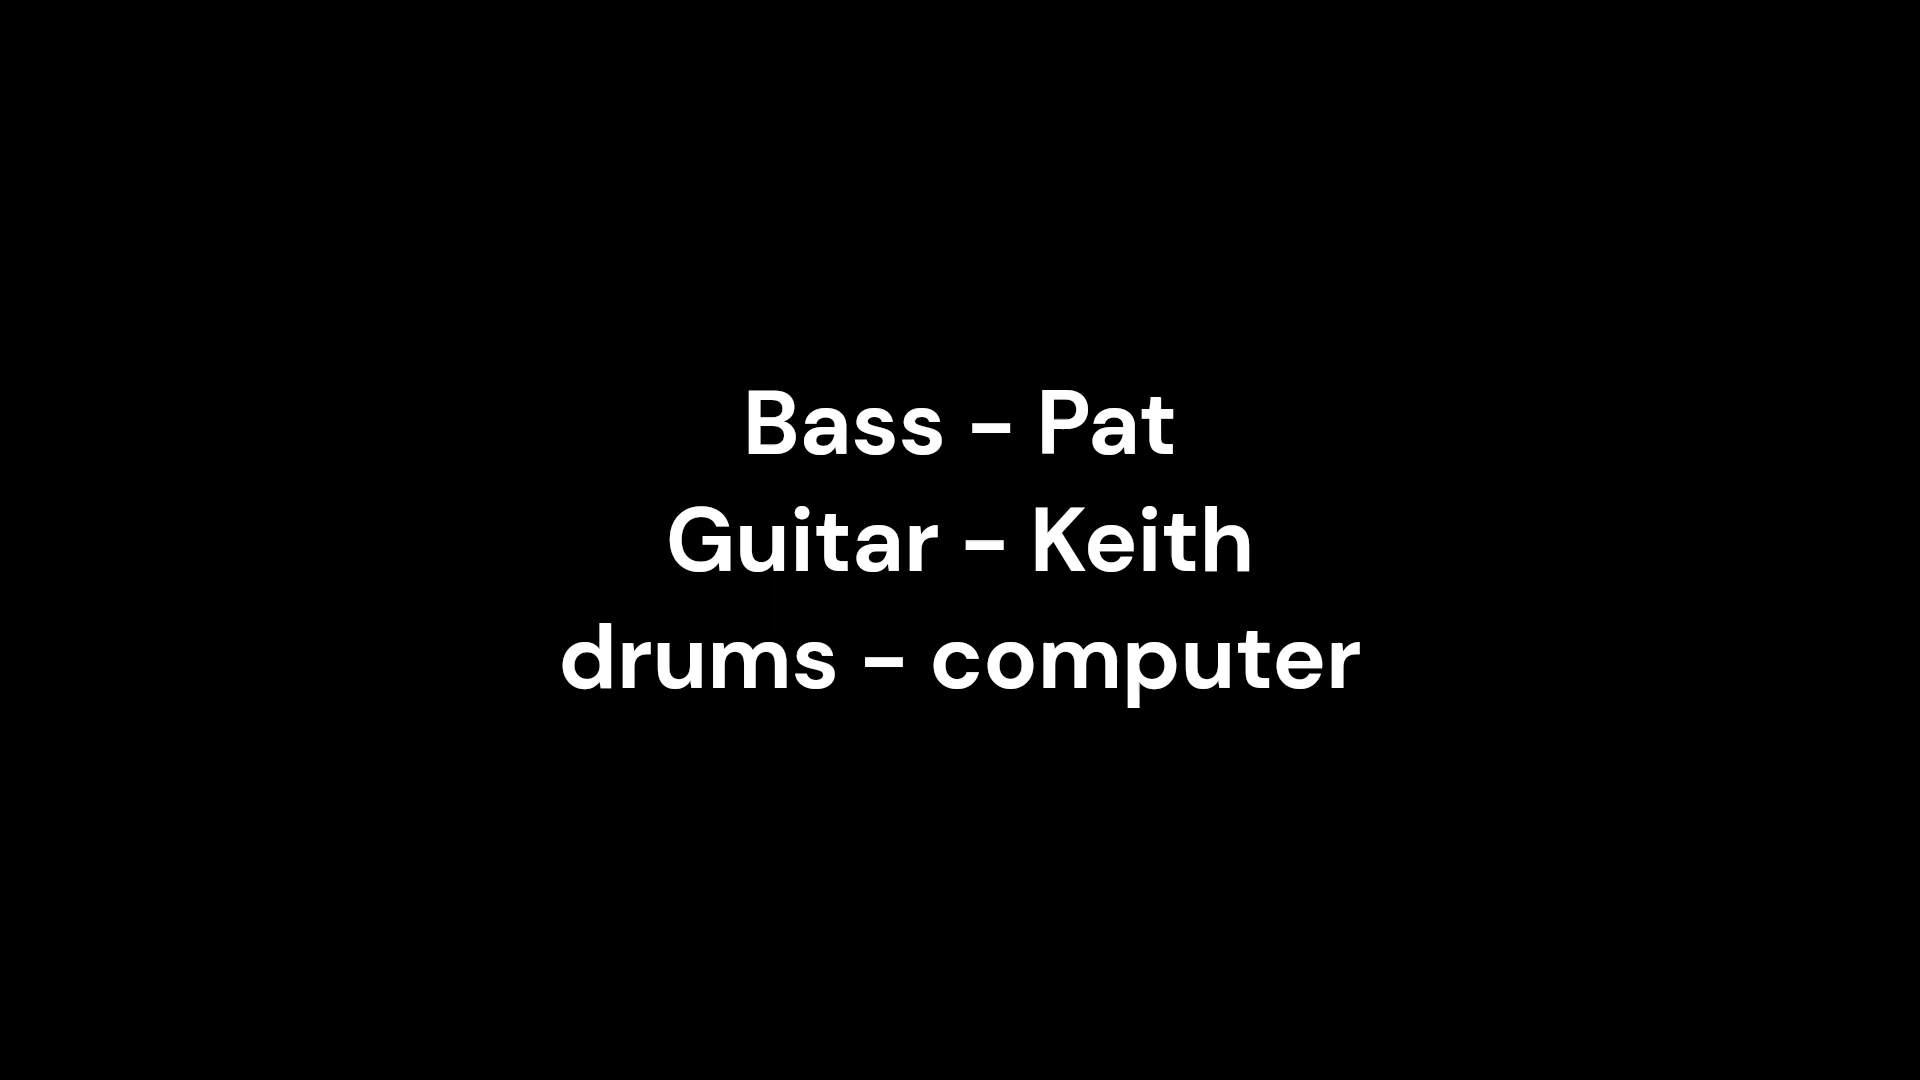 Bass - Pat
Guitar - Keith
drums - computer